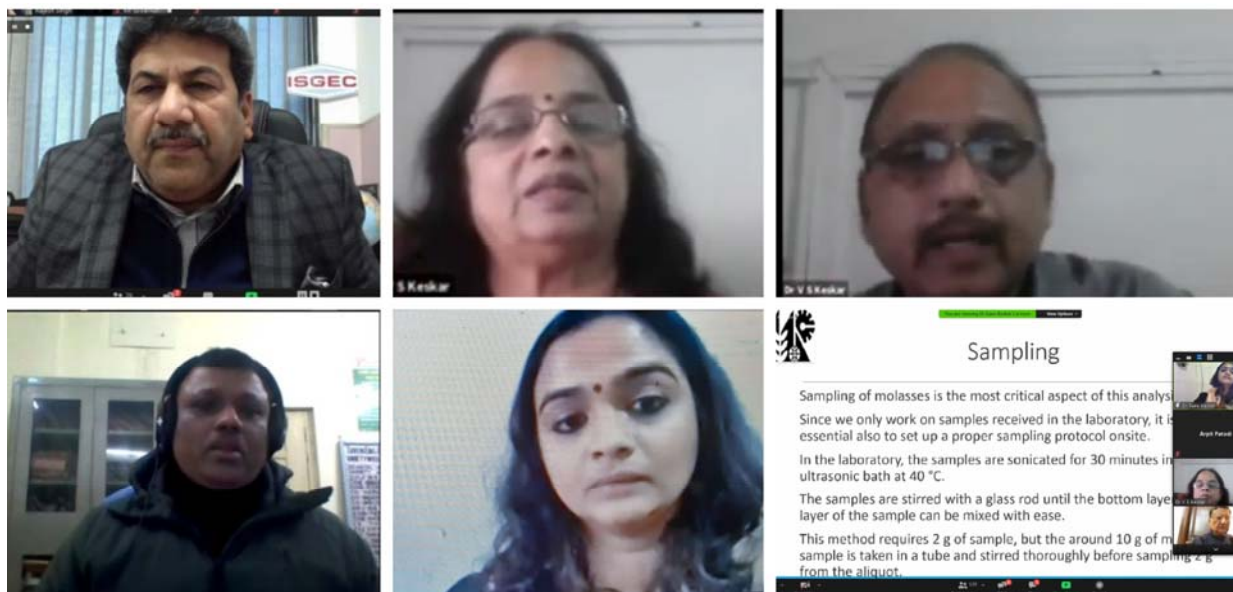 ISGEC
S Keskar
Dr V S Keskar
Sampling
Sampling of molasses is the most critical aspect of this analysi
Since we only work on samples received in the laboratory, it is
essential also to set up a proper sampling protocol onsite.
In the laboratory, the samples are sonicated for 30 minutes in
ultrasonic bath at 40 °C.
The samples are stirred with a glass rod until the bottom laye
layer of the sample can be mixed with ease.
This method requires 2 g of sample, but the around 10 g of m
sample is taken in a tube and stirred thoroughly before sampling 2 g
from the aliquot.
View Options
Dr V S Keskar